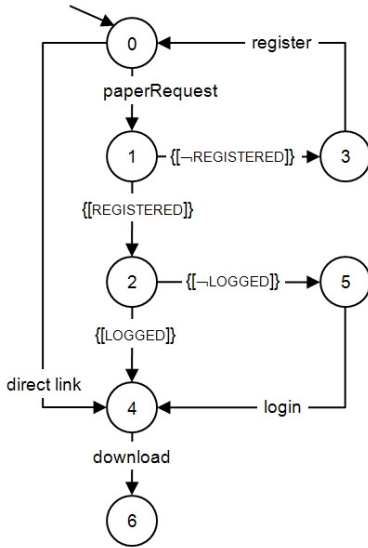 0
register
paperRequest
1
{[¬REGISTERED]}
3
{[REGISTERED]}
2
{[¬LOGGED]}
5
{[LOGGED]}
direct link
4
login
download
6